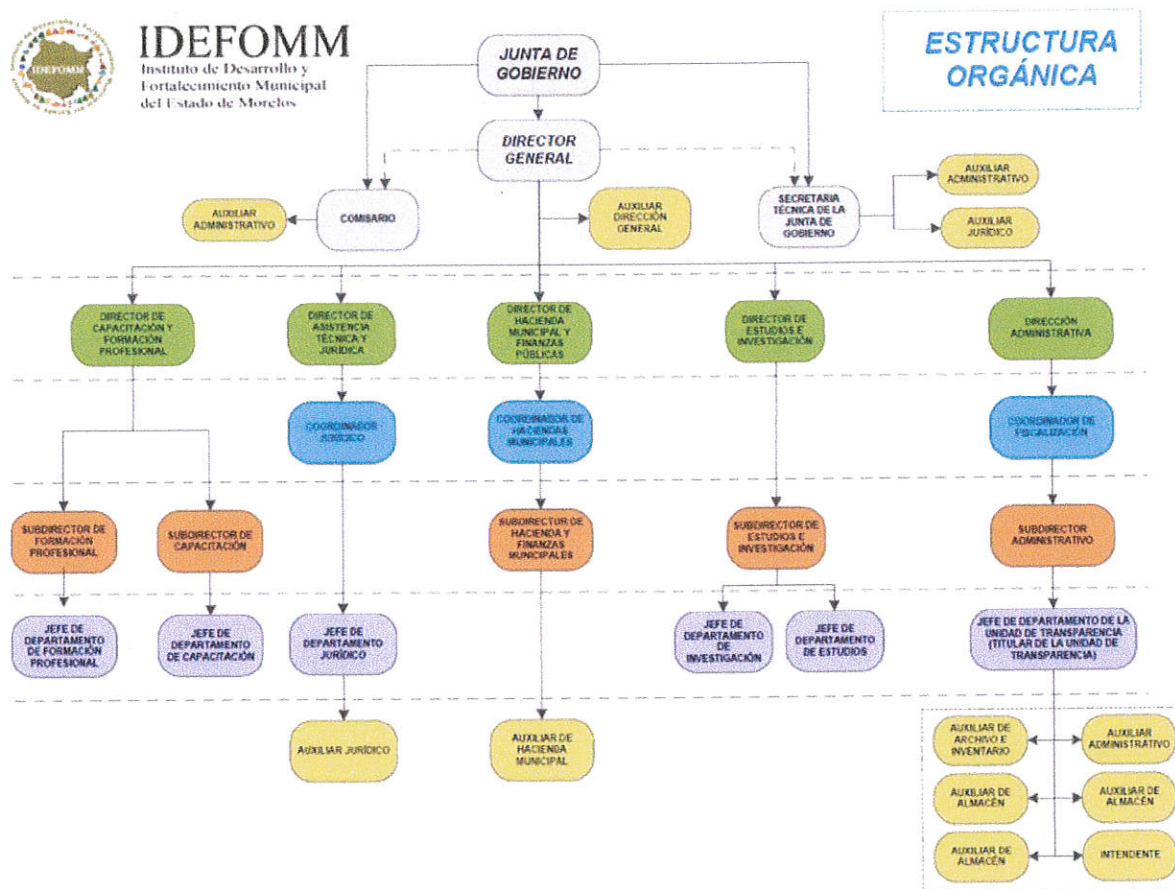 IDEFOMM
IDEFOMM
Instituto de Desarrollo y
Fortalecimiento Municipal
del Estado de Morelos
JUNTA DE
GOBIERNO
ESTRUCTURA
ORGÁNICA
DIRECTOR
GENERAL
AUXILIAR
ADMINISTRATIVO
COMISARIO
AUXILIAR
DIRECCIÓN
GENERAL
SECRETARIA
TÉCNICA DE LA
JUNTA DE
GOBIERNO
AUXILIAR
ADMINISTRATIVO
AUXILIAR
JURÍDICO
DIRECTOR DE
CAPACITACIÓN Y
FORMACIÓN
PROFESIONAL
DIRECTOR DE
ASISTENCIA
TÉCNICA Y
JURÍDICA
DIRECTOR DE
HACIENDA
MUNICIPAL Y
FINANZAS
PÚBLICAS
DIRECTOR DE
ESTUDIOS E
INVESTIGACIÓN
DIRECCIÓN
ADMINISTRATIVA
COORDINADOR
JURÍDICO
COORDINADOR DE
HACIENDAS
MUNICIPALES
COORDINADOR DE
FISCALIZACIÓN
SUBDIRECTOR DE
FORMACIÓN
PROFESIONAL
SUBDIRECTOR
DE CAPACITACIÓN
SUBDIRECTOR DE
HACIENDA Y
FINANZAS
MUNICIPALES
SUBDIRECTOR DE
ESTUDIOS E
INVESTIGACIÓN
SUBDIRECTOR
ADMINISTRATIVO
JEFE DE
DEPARTAMENTO
DE FORMACIÓN
PROFESIONAL
JEFE DE
DEPARTAMENTO
DE CAPACITACIÓN
JEFE DE
DEPARTAMENTO
JURÍDICO
JEFE DE
DEPARTAMENTO
DE
INVESTIGACIÓN
JEFE DE
DEPARTAMENTO
DE ESTUDIOS
JEFE DE DEPARTAMENTO DE LA
UNIDAD DE TRANSPARENCIA
(TITULAR DE LA UNIDAD DE
TRANSPARENCIA)
AUXILIAR JURÍDICO
AUXILIAR DE
HACIENDA
MUNICIPAL
AUXILIAR DE
ARCHIVO E
INVENTARIO
AUXILIAR
ADMINISTRATIVO
AUXILIAR DE
ALMACÉN
AUXILIAR DE
ALMACÉN
AUXILIAR DE
ALMACÉN
INTENDENTE